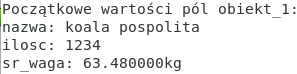 Początkowe wartości pól obiekt_1:
nazwa: koala pospolita
ilosc: 1234
sr_waga: 63.480000kg